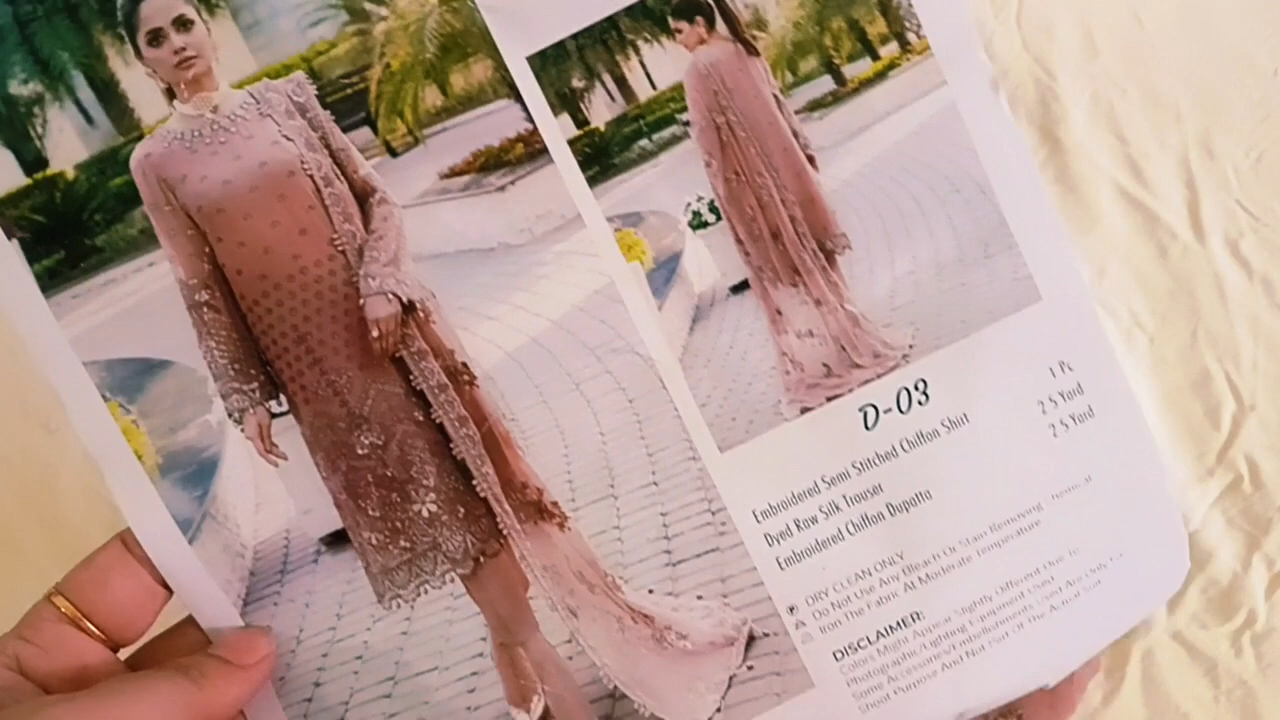 D-03
Embroidered Semi Stitched Chiffon Shirt 1 Pc
Dyed Raw Silk Trouser 2 5 Yard
Embroidered Chiffon Dupatta 2 5 Yard
DRY CLEAN ONLY
Do Not Use Any Bleach Or Stain Removing Chemical
Iron The Fabric At Moderate Temperature
DISCLAIMER:
Colors Might Appear Slightly Different Due To
Photographic/Lighting Equipment Used
Some Accessories/Embellishments Used Are Only For
Shoot Purpose And Not Part Of The Actual Suit